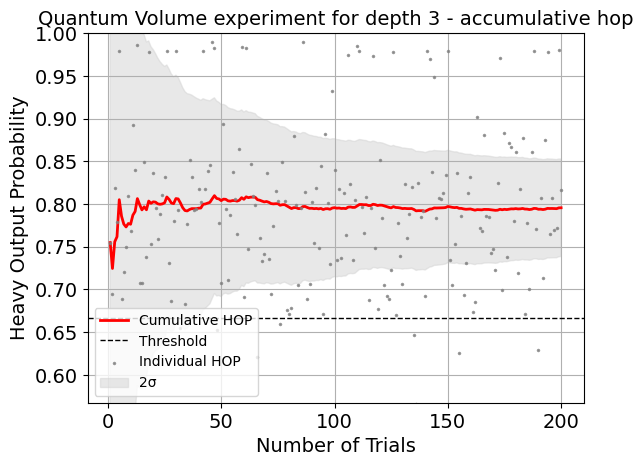 Quantum Volume experiment for depth 3 - accumulative hop
1.00
0.95
0.90
0.85
0.80
0.75
0.70
0.65
0.60
Heavy Output Probability
Cumulative HOP
Threshold
Individual HOP
2σ
0 50 100 150 200
Number of Trials